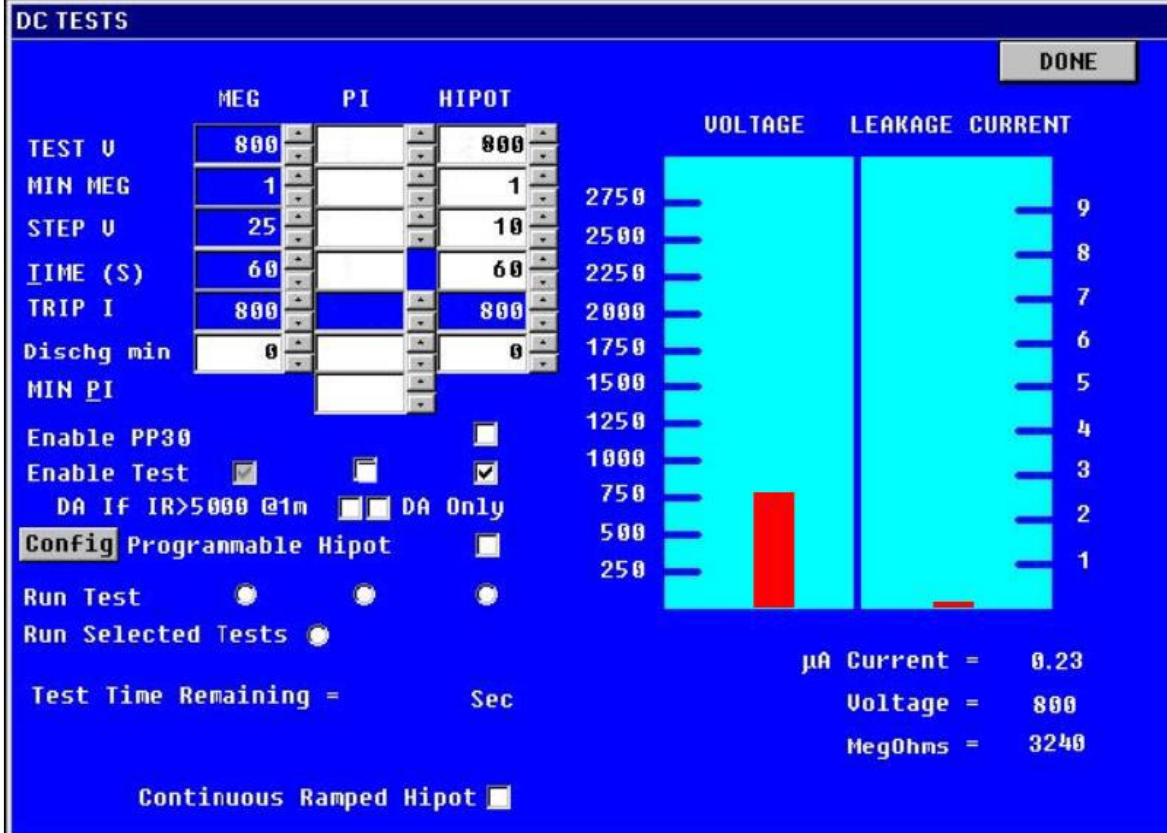 DC TESTS
DONE
MEG PI HIPOT
TEST V 800 800
MIN MEG 1 1
STEP V 25 10
TIME (S) 60 60
TRIP I 800 800
Dischg min 0 0
MIN PI
Enable PP30
Enable Test
DA If IR>5000 @1m DA Only
Config Programmable Hipot
Run Test
Run Selected Tests
Test Time Remaining = Sec
Continuous Ramped Hipot
VOLTAGE LEAKAGE CURRENT
2750
2500
2250
2000
1750
1500
1250
1000
750
500
250
9
8
7
6
5
4
3
2
1
µA Current = 0.23
Voltage = 800
MegOhms = 3240